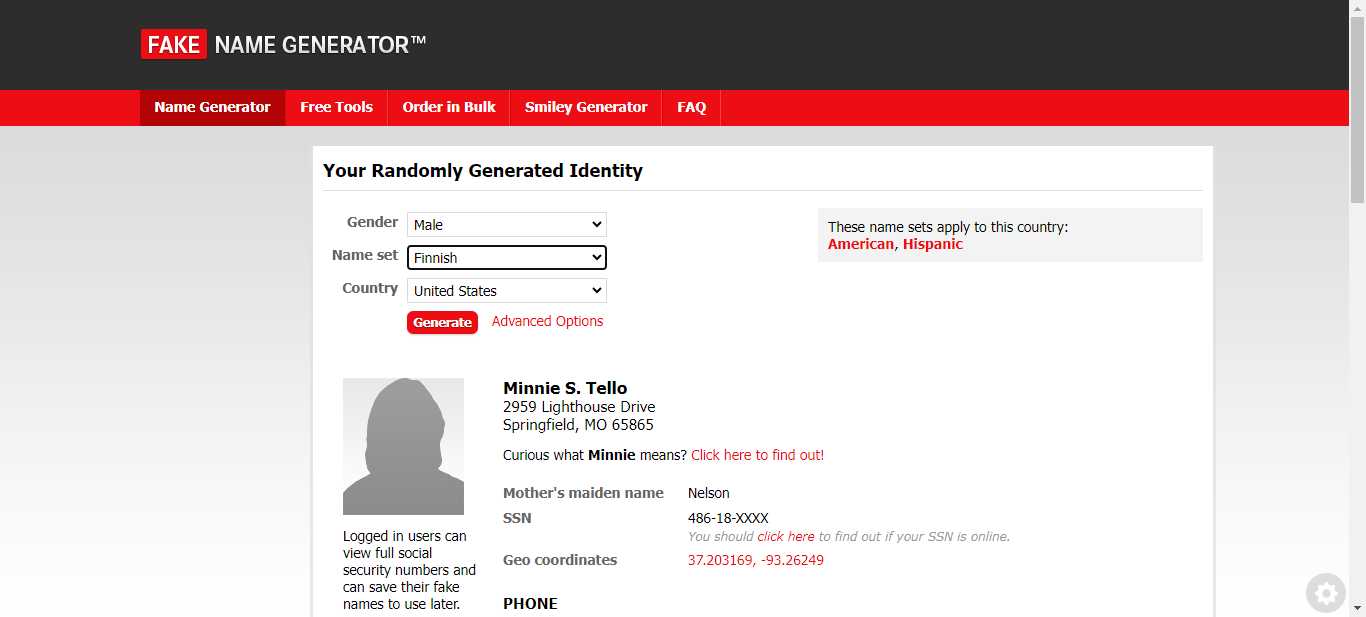 FAKE NAME GENERATOR™
Name Generator Free Tools Order in Bulk Smiley Generator FAQ
Your Randomly Generated Identity
Gender Male
Name set Finnish
Country United States
Generate Advanced Options
These name sets apply to this country:
American, Hispanic
Logged in users can
view full social
security numbers and
can save their fake
names to use later.
Minnie S. Tello
2959 Lighthouse Drive
Springfield, MO 65865
Curious what Minnie means? Click here to find out!
Mother's maiden name Nelson
SSN 486-18-XXXX
You should click here to find out if your SSN is online.
Geo coordinates 37.203169, -93.26249
PHONE